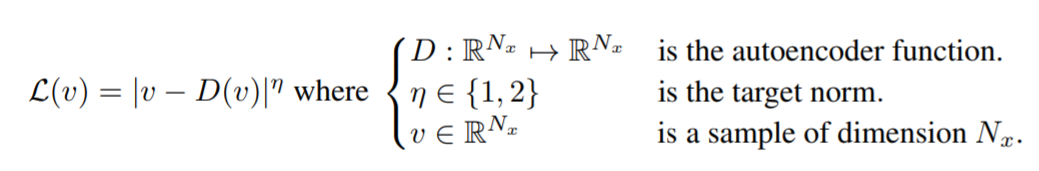 D : ℝ^{N_x} ↦ ℝ^{N_x} is the autoencoder function.
ℒ(v) = |v − D(v)|^η where { η ∈ {1, 2} is the target norm.
v ∈ ℝ^{N_x} is a sample of dimension N_x.